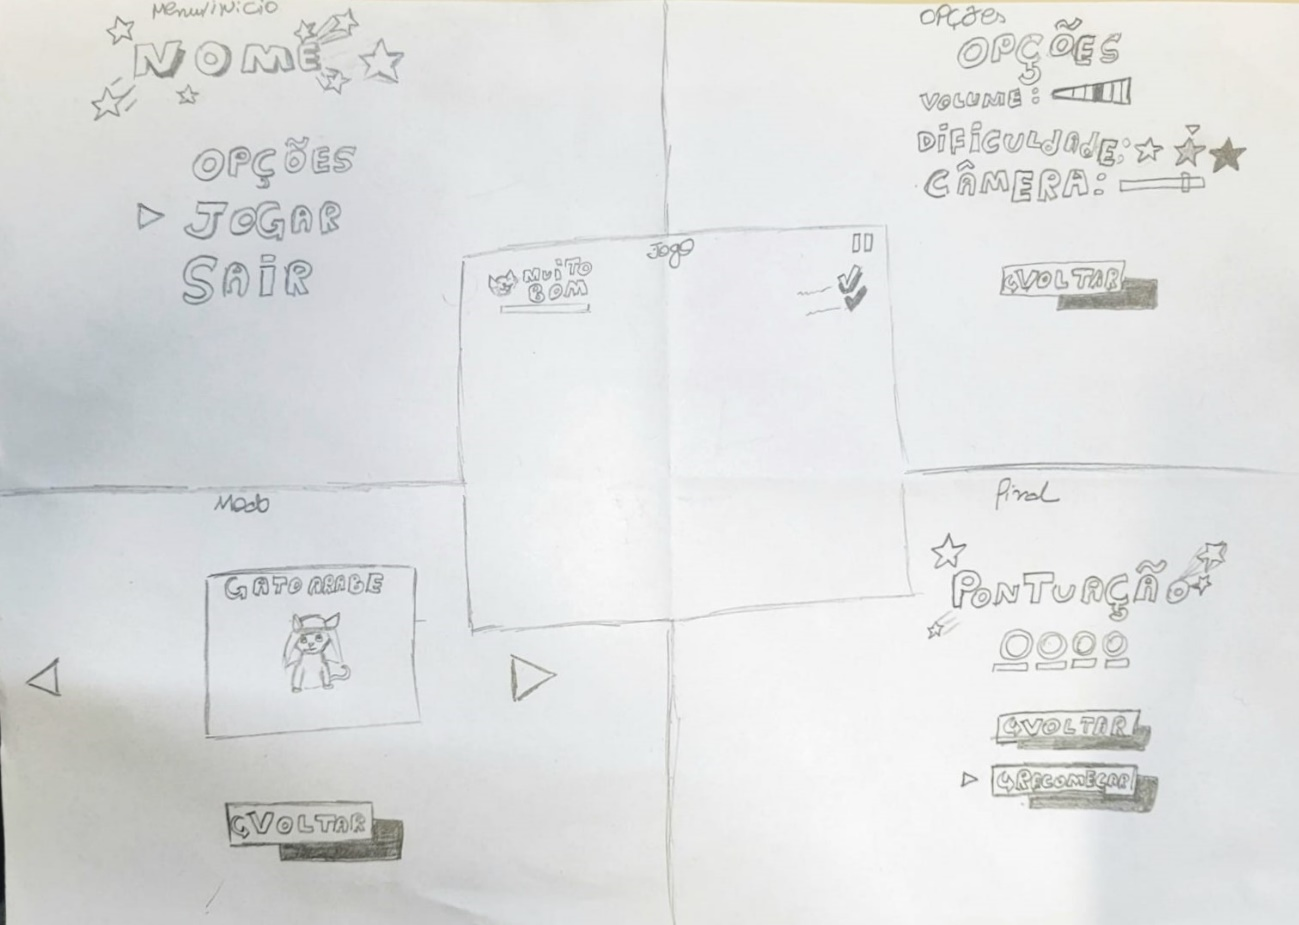 Menu/início
NOME
OPÇÕES
JOGAR
SAIR
Opções
OPÇÕES
VOLUME:
DIFICULdAdE:
CÂMERA:
VOLTAR
Jogo
MUiTO
BOM
Modo
GATO ARABE
VOLTAR
final
PONTUAÇÃO
0000
VOLTAR
RECOMEÇAR